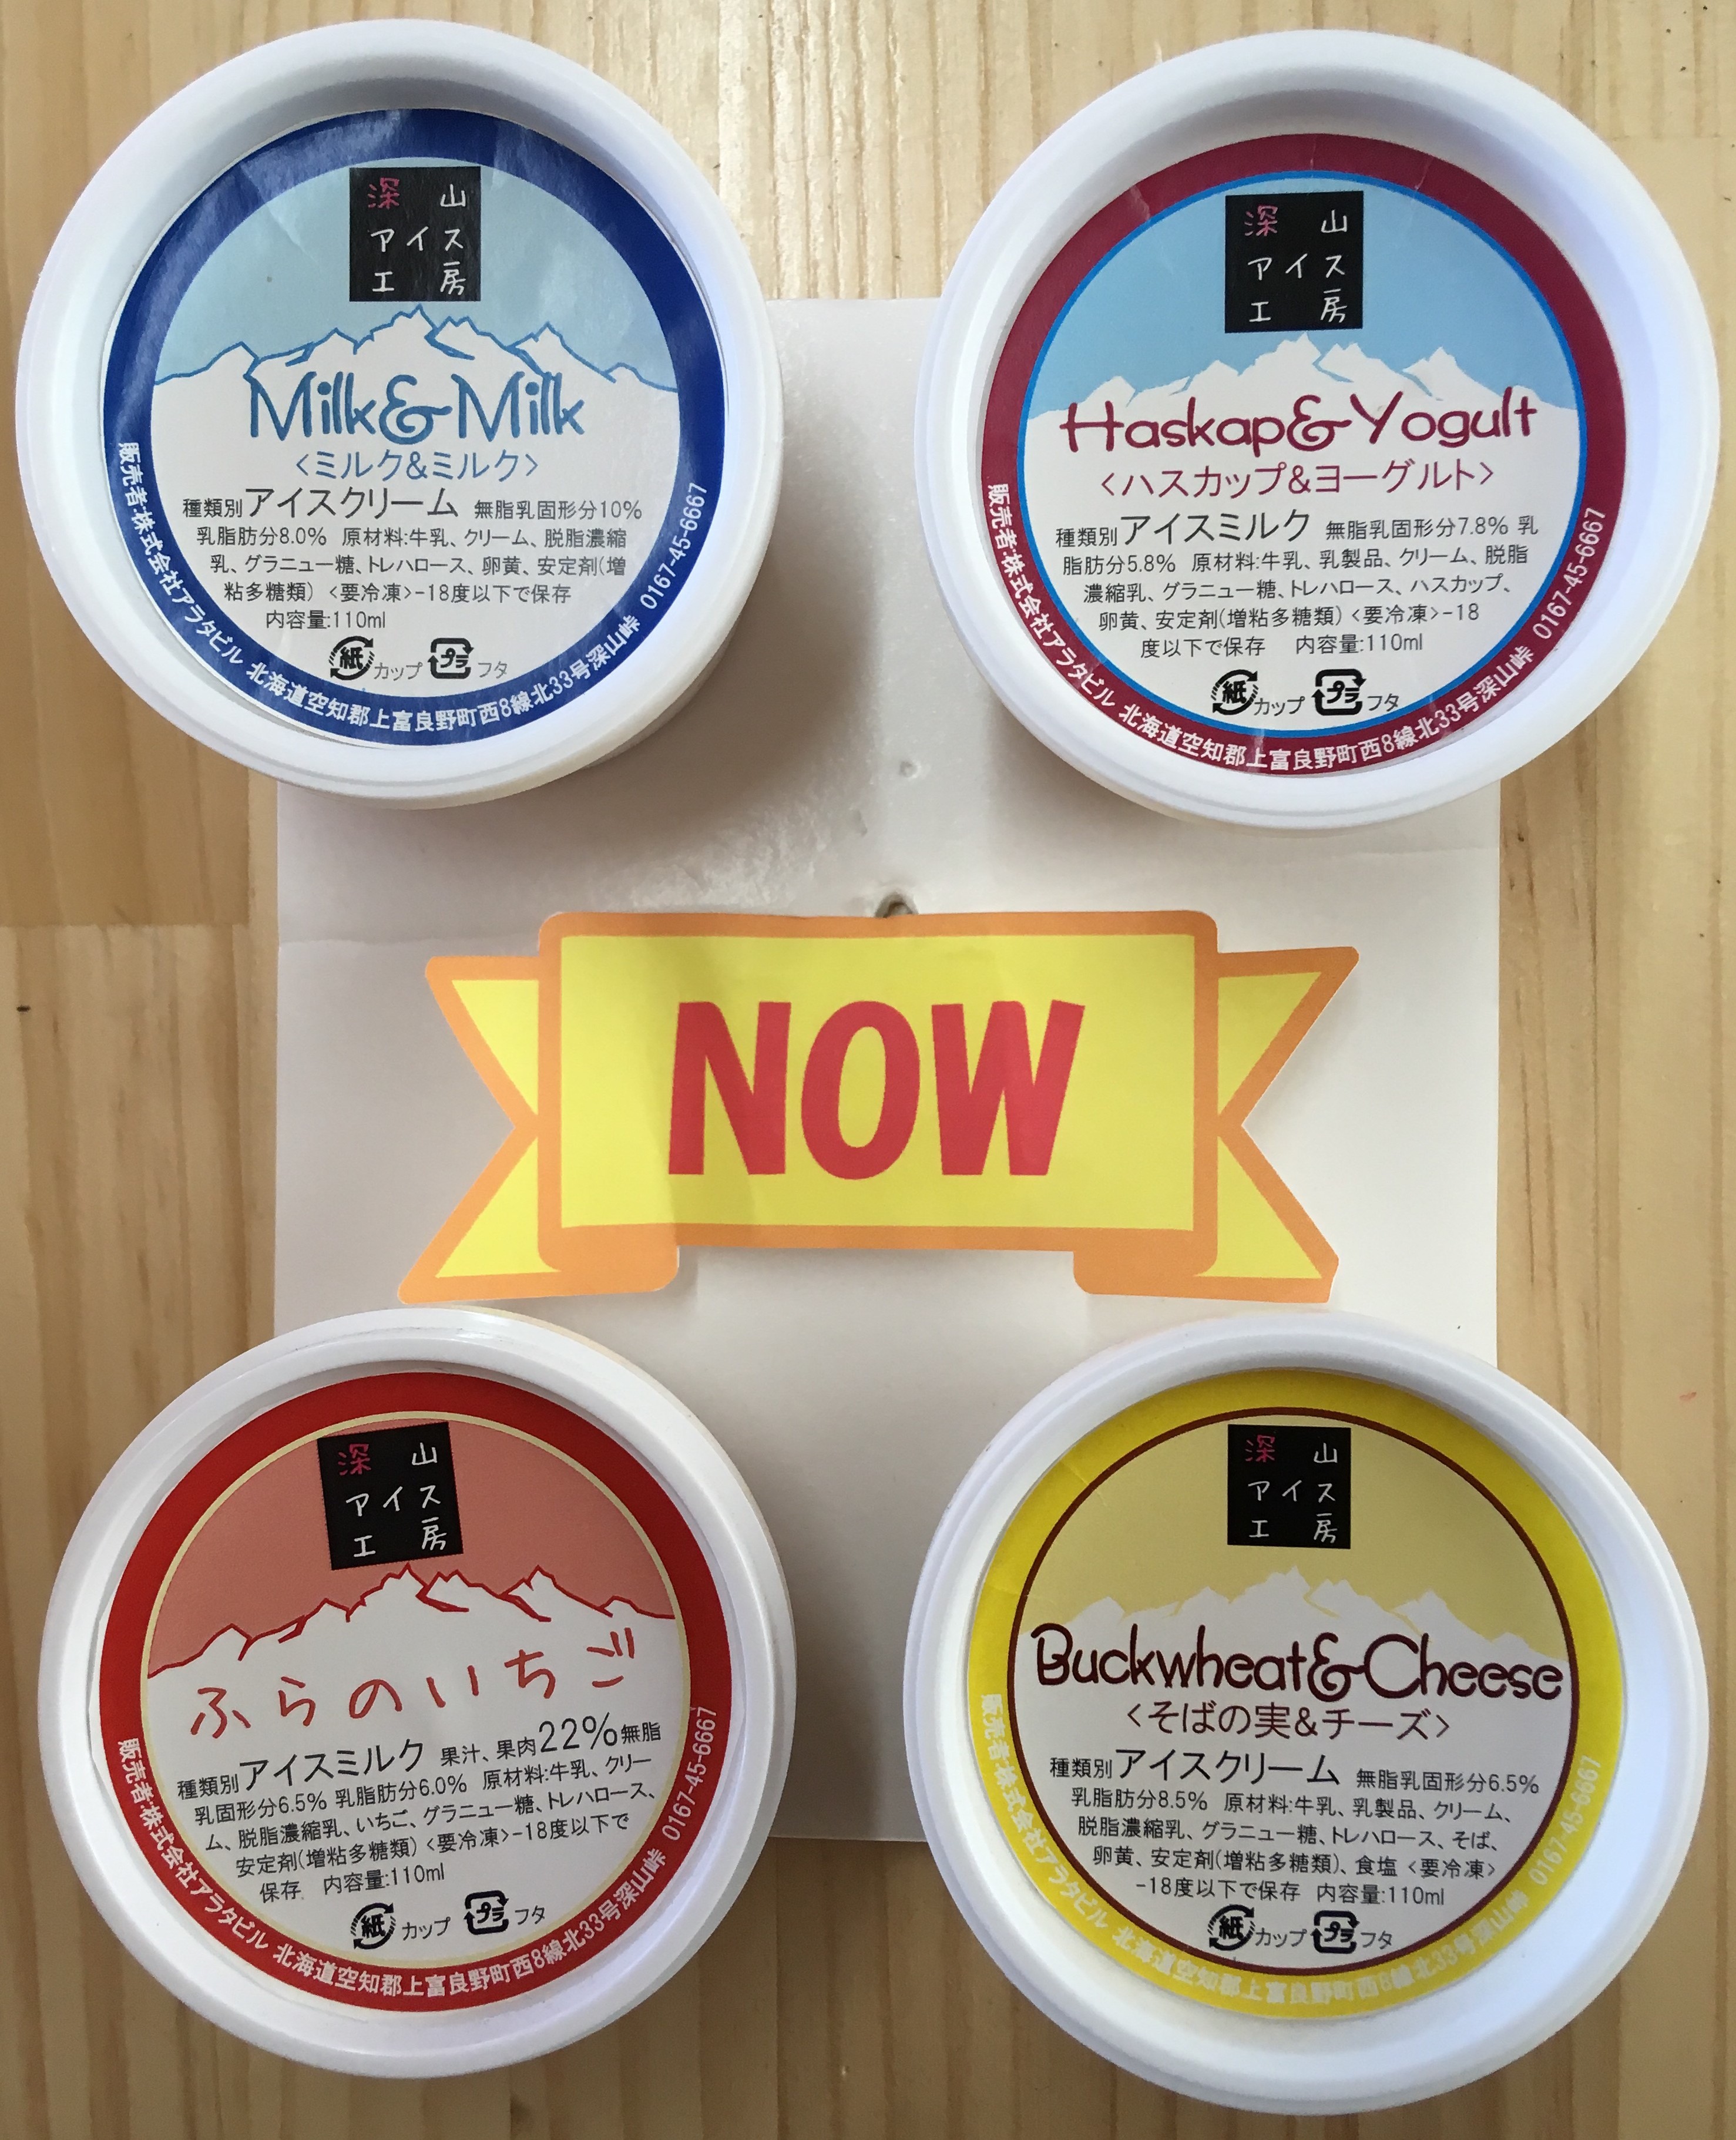 深 山
アイス
工 房
Milk&Milk
<ミルク&ミルク>
種類別アイスクリーム 無脂乳固形分10%
乳脂肪分8.0% 原材料:牛乳、クリーム、脱脂濃縮
乳、グラニュー糖、トレハロース、卵黄、安定剤(増
粘多糖類) <要冷凍>-18度以下で保存
内容量:110ml
紙 カップ プラ フタ
販売者:株式会社アラタビル 北海道空知郡上富良野町西8線北33号深山峠 0167-45-6667
深 山
アイス
工 房
Haskap&Yogult
<ハスカップ&ヨーグルト>
種類別アイスミルク 無脂乳固形分7.8% 乳
脂肪分5.8% 原材料:牛乳、乳製品、クリーム、脱脂
濃縮乳、グラニュー糖、トレハロース、ハスカップ、
卵黄、安定剤(増粘多糖類) <要冷凍>-18
度以下で保存 内容量:110ml
紙 カップ プラ フタ
販売者:株式会社アラタビル 北海道空知郡上富良野町西8線北33号深山峠 0167-45-6667
NOW
深 山
アイス
工 房
ふらのいちご
種類別アイスミルク 果汁、果肉22%無脂
乳固形分6.5% 乳脂肪分6.0% 原材料:牛乳、クリー
ム、脱脂濃縮乳、いちご、グラニュー糖、トレハロース、
安定剤(増粘多糖類) <要冷凍>-18度以下で
保存 内容量:110ml
紙 カップ プラ フタ
販売者:株式会社アラタビル 北海道空知郡上富良野町西8線北33号深山峠 0167-45-6667
深 山
アイス
工 房
Buckwheat&Cheese
<そばの実&チーズ>
種類別アイスクリーム 無脂乳固形分6.5%
乳脂肪分8.5% 原材料:牛乳、乳製品、クリーム、
脱脂濃縮乳、グラニュー糖、トレハロース、そば、
卵黄、安定剤(増粘多糖類)、食塩 <要冷凍>
-18度以下で保存 内容量:110ml
紙 カップ プラ フタ
販売者:株式会社アラタビル 北海道空知郡上富良野町西8線北33号深山峠 0167-45-6667